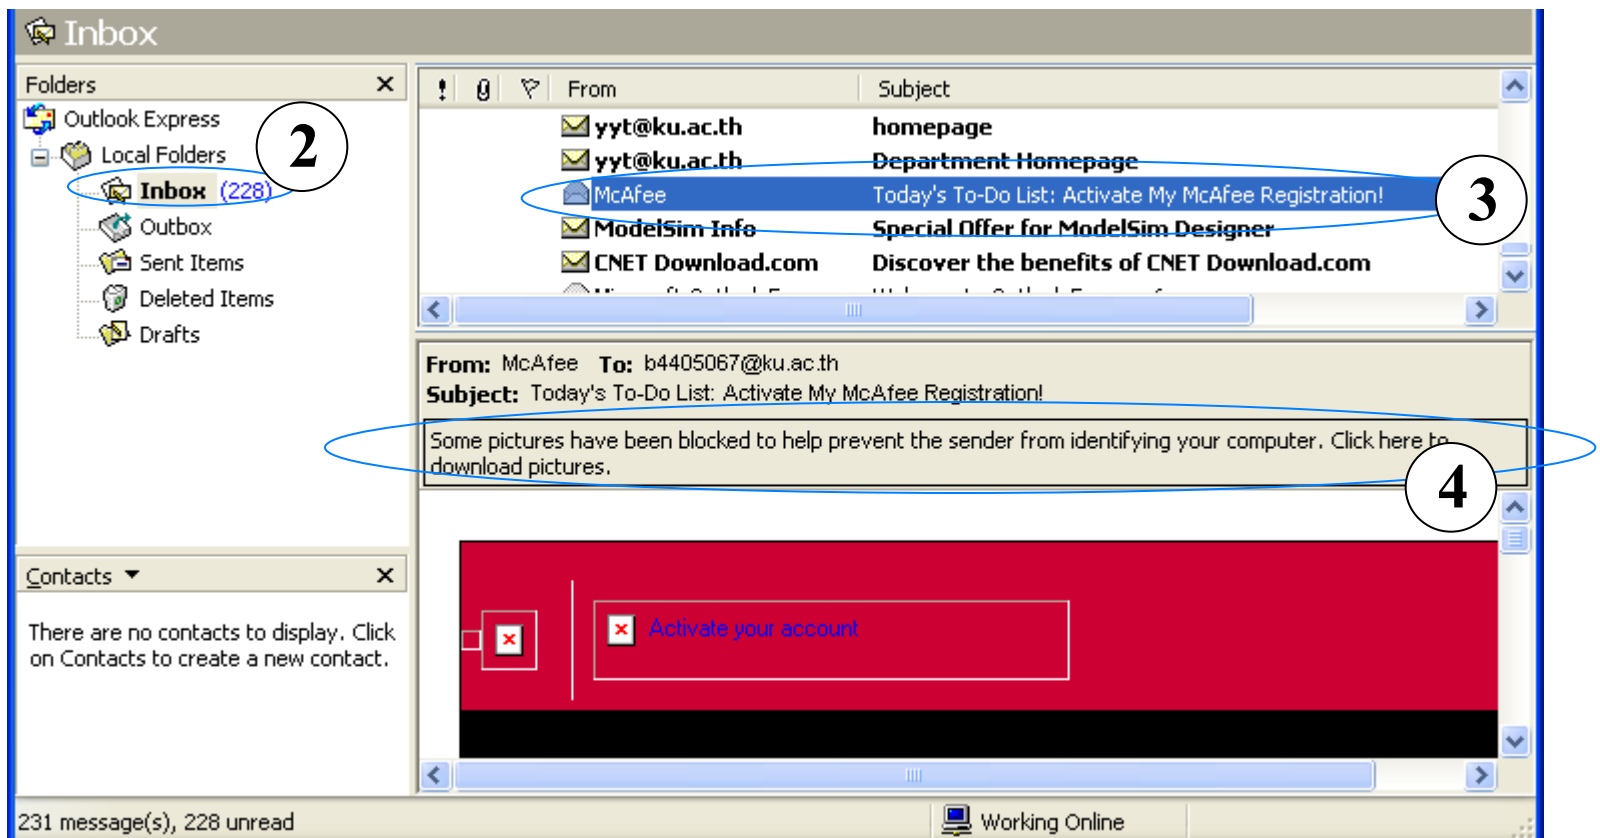 Inbox
Folders
Outlook Express
Local Folders
Inbox (228)
Outbox
Sent Items
Deleted Items
Drafts
2
Contacts
There are no contacts to display. Click
on Contacts to create a new contact.
! From Subject
yyt@ku.ac.th homepage
yyt@ku.ac.th Department Homepage
McAfee Today's To-Do List: Activate My McAfee Registration!
ModelSim Info Special Offer for ModelSim Designer
CNET Download.com Discover the benefits of CNET Download.com
3
From: McAfee To: b4405067@ku.ac.th
Subject: Today's To-Do List: Activate My McAfee Registration!
Some pictures have been blocked to help prevent the sender from identifying your computer. Click here to
download pictures.
4
Activate your account
231 message(s), 228 unread
Working Online